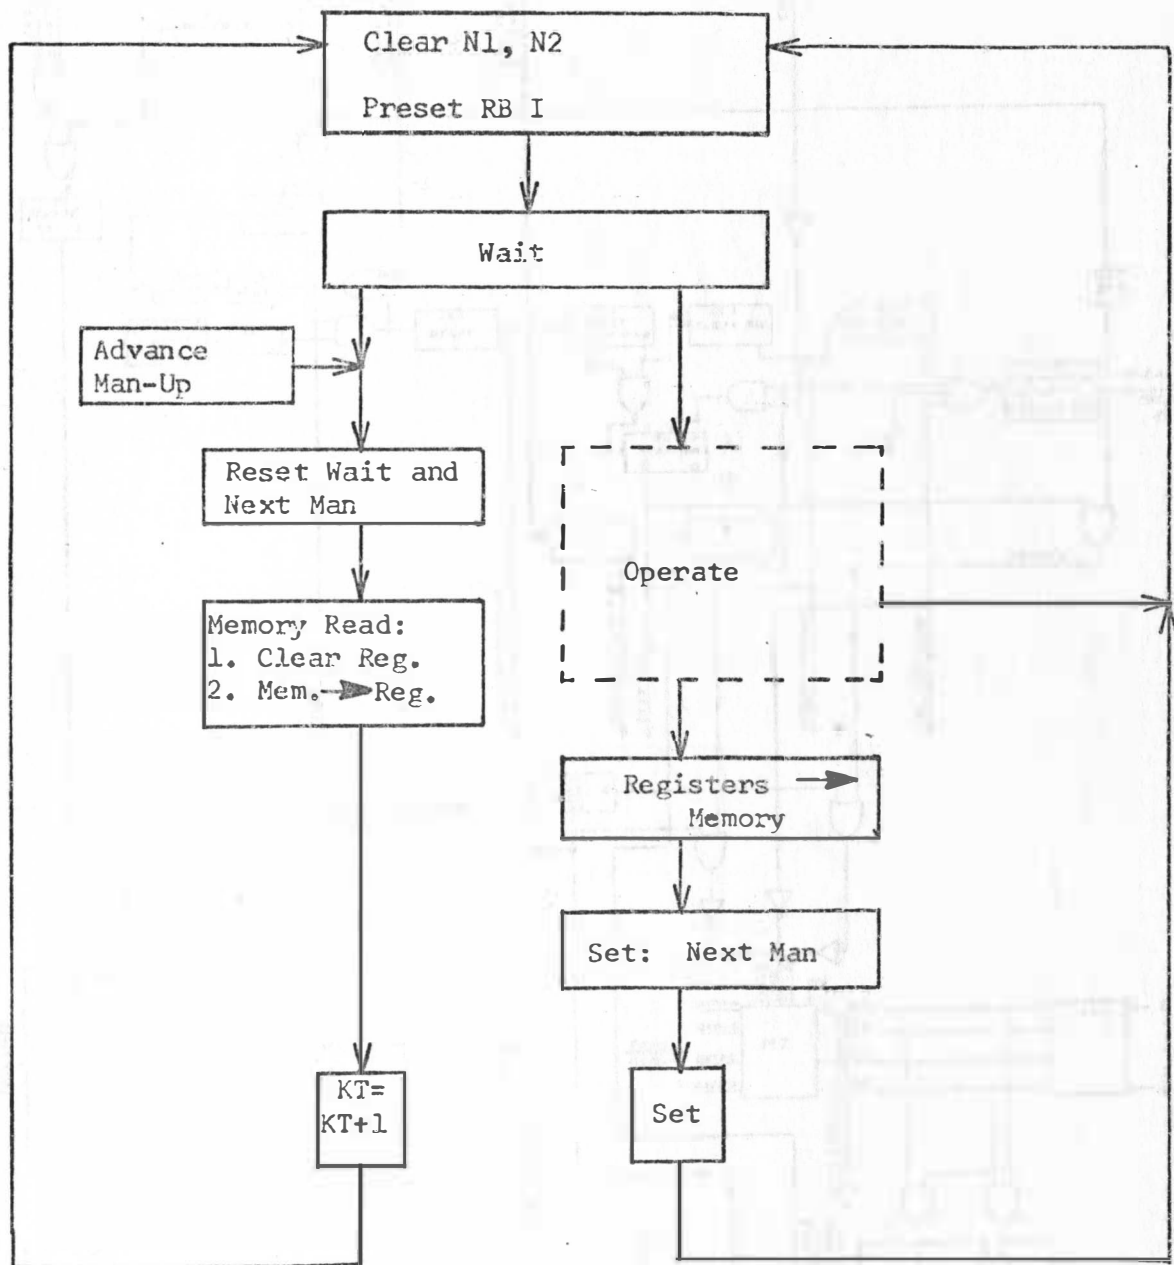 Clear N1, N2
Preset RB I
Wait
Advance
Man-Up
Reset Wait and
Next Man
Memory Read:
1. Clear Reg.
2. Mem. → Reg.
KT=
KT+1
Operate
Registers →
Memory
Set: Next Man
Set